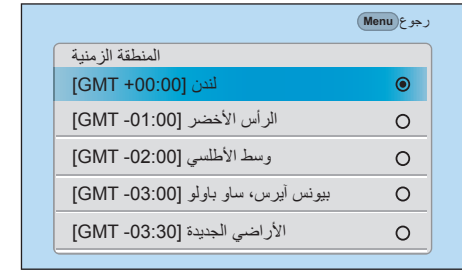 رجوع Menu
المنطقة الزمنية
لندن [GMT +00:00]
الرأس الأخضر [GMT -01:00]
وسط الأطلسي [GMT -02:00]
بيونس آيرس، ساو باولو [GMT -03:00]
الأراضي الجديدة [GMT -03:30]